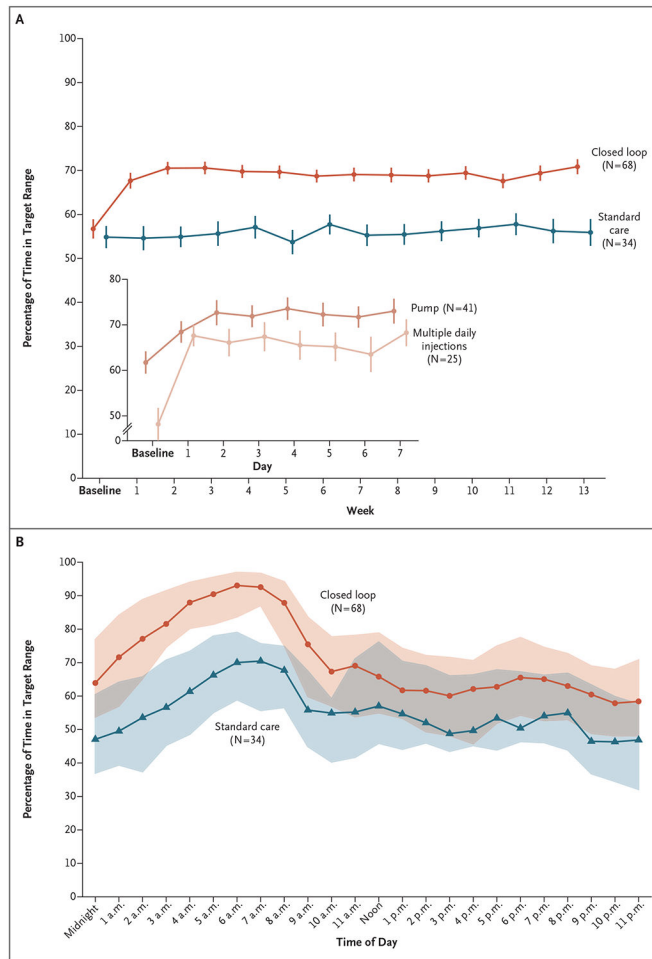 A
100
90
80
70
60
50
40
30
20
10
0
Percentage of Time in Target Range
Closed loop
(N=68)
Standard
care
(N=34)
80
70
60
50
0
Pump (N=41)
Multiple daily
injections
(N=25)
Baseline 1 2 3 4 5 6 7
Day
Baseline 1 2 3 4 5 6 7 8 9 10 11 12 13
Week
B
100
90
80
70
60
50
40
30
20
10
0
Percentage of Time in Target Range
Closed loop
(N=68)
Standard care
(N=34)
Midnight 1 a.m. 2 a.m. 3 a.m. 4 a.m. 5 a.m. 6 a.m. 7 a.m. 8 a.m. 9 a.m. 10 a.m. 11 a.m. Noon 1 p.m. 2 p.m. 3 p.m. 4 p.m. 5 p.m. 6 p.m. 7 p.m. 8 p.m. 9 p.m. 10 p.m. 11 p.m.
Time of Day